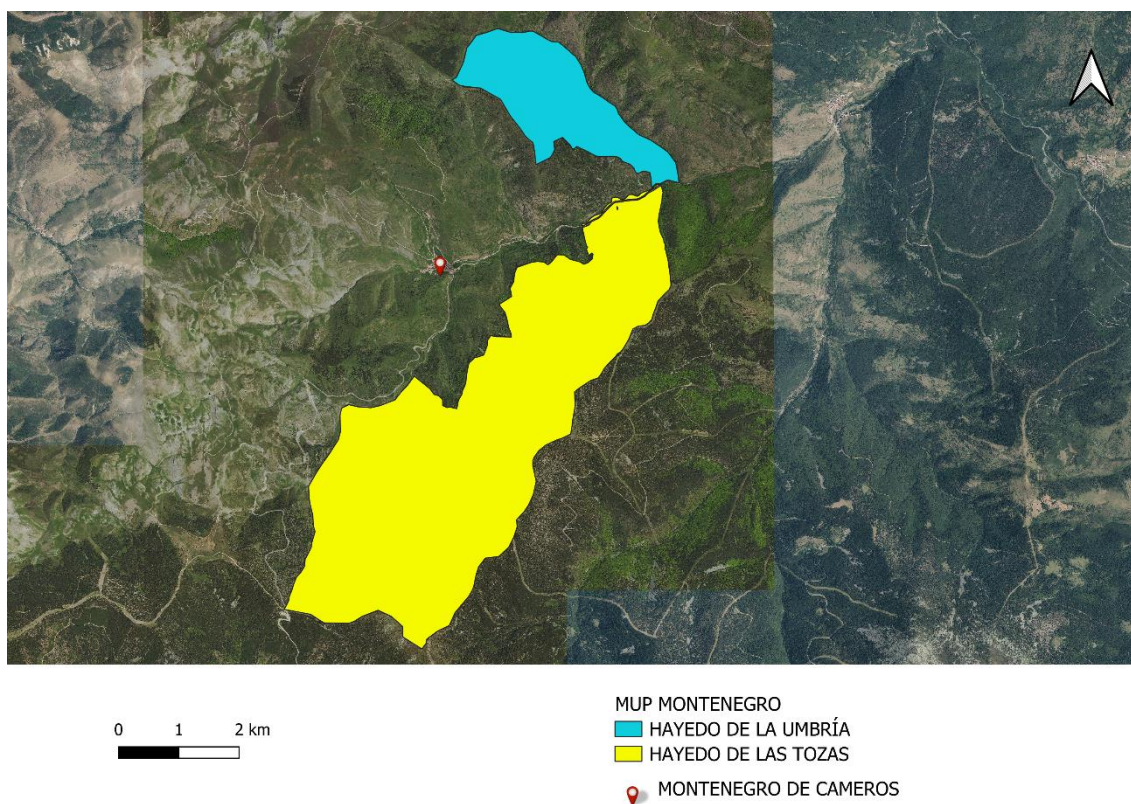 0 1 2 km
MUP MONTENEGRO
HAYEDO DE LA UMBRÍA
HAYEDO DE LAS TOZAS
MONTENEGRO DE CAMEROS